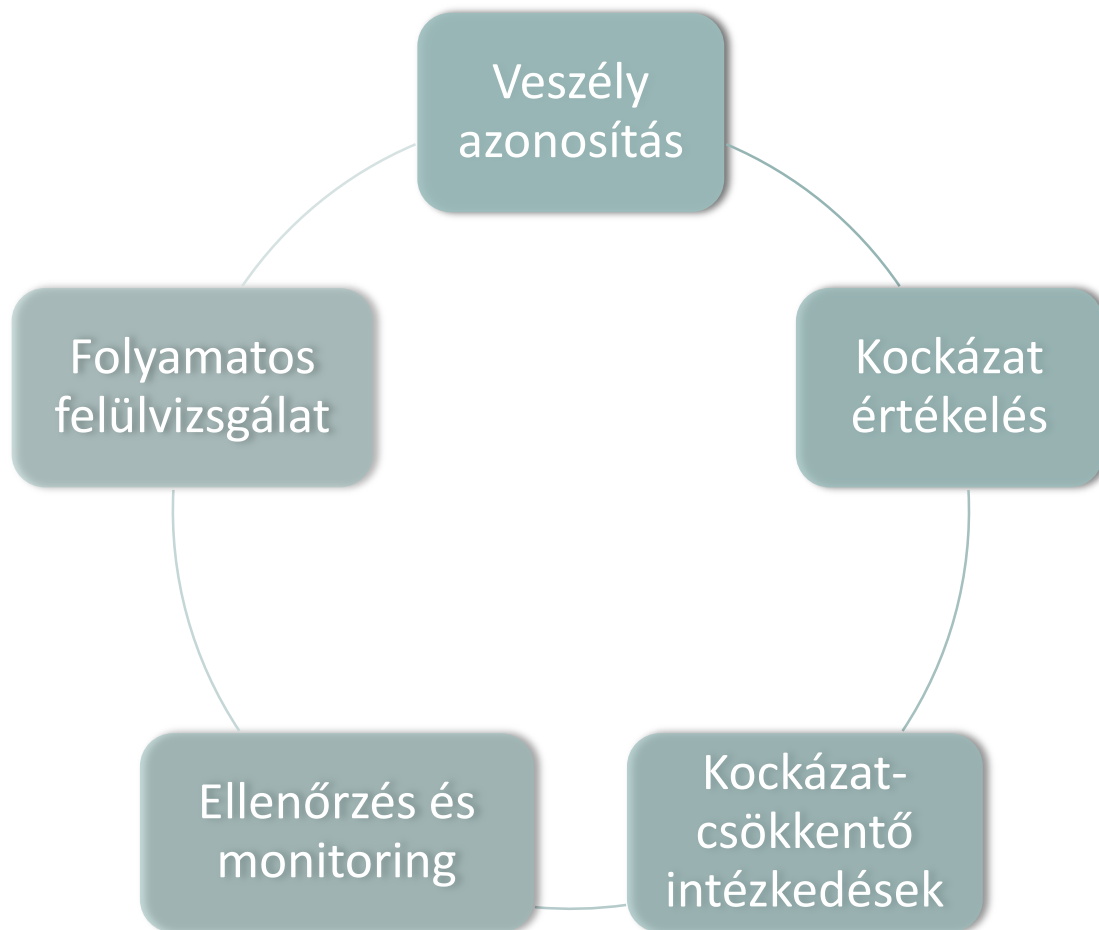 Veszély
azonosítás
Kockázat
értékelés
Kockázat-
csökkentő
intézkedések
Ellenőrzés és
monitoring
Folyamatos
felülvizsgálat